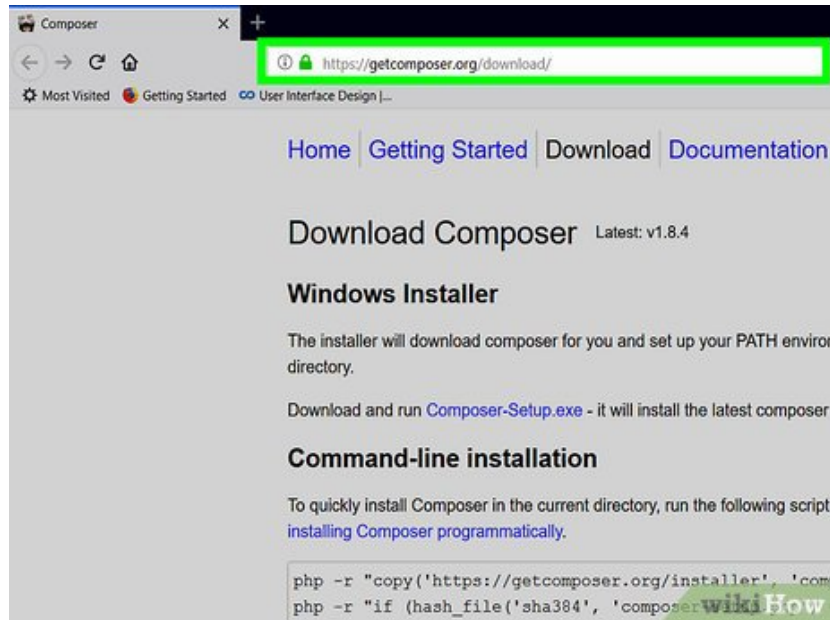 Composer
https://getcomposer.org/download/
Most Visited Getting Started User Interface Design |...
Home Getting Started Download Documentation
Download Composer Latest: v1.8.4
Windows Installer
The installer will download composer for you and set up your PATH environ
directory.
Download and run Composer-Setup.exe - it will install the latest composer
Command-line installation
To quickly install Composer in the current directory, run the following script
installing Composer programmatically.
php -r "copy('https://getcomposer.org/installer', 'com
php -r "if (hash_file('sha384', 'composer
wikiHow